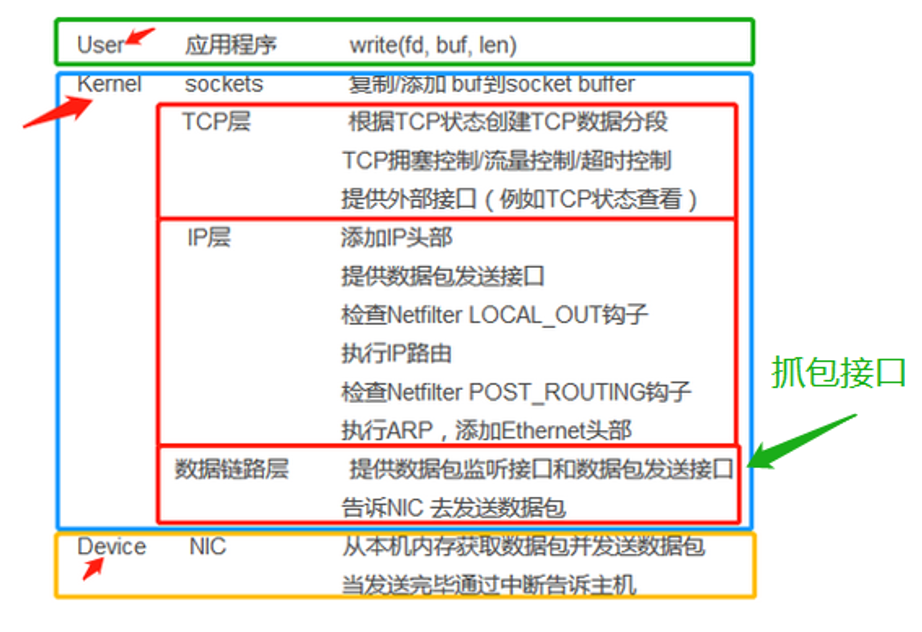 User 应用程序 write(fd, buf, len)
Kernel sockets 复制/添加 buf到socket buffer
TCP层 根据TCP状态创建TCP数据分段
TCP拥塞控制/流量控制/超时控制
提供外部接口(例如TCP状态查看)
IP层 添加IP头部
提供数据包发送接口
检查Netfilter LOCAL_OUT钩子
执行IP路由
检查Netfilter POST_ROUTING钩子
执行ARP,添加Ethernet头部
抓包接口
数据链路层 提供数据包监听接口和数据包发送接口
告诉NIC 去发送数据包
Device NIC 从本机内存获取数据包并发送数据包
当发送完毕通过中断告诉主机